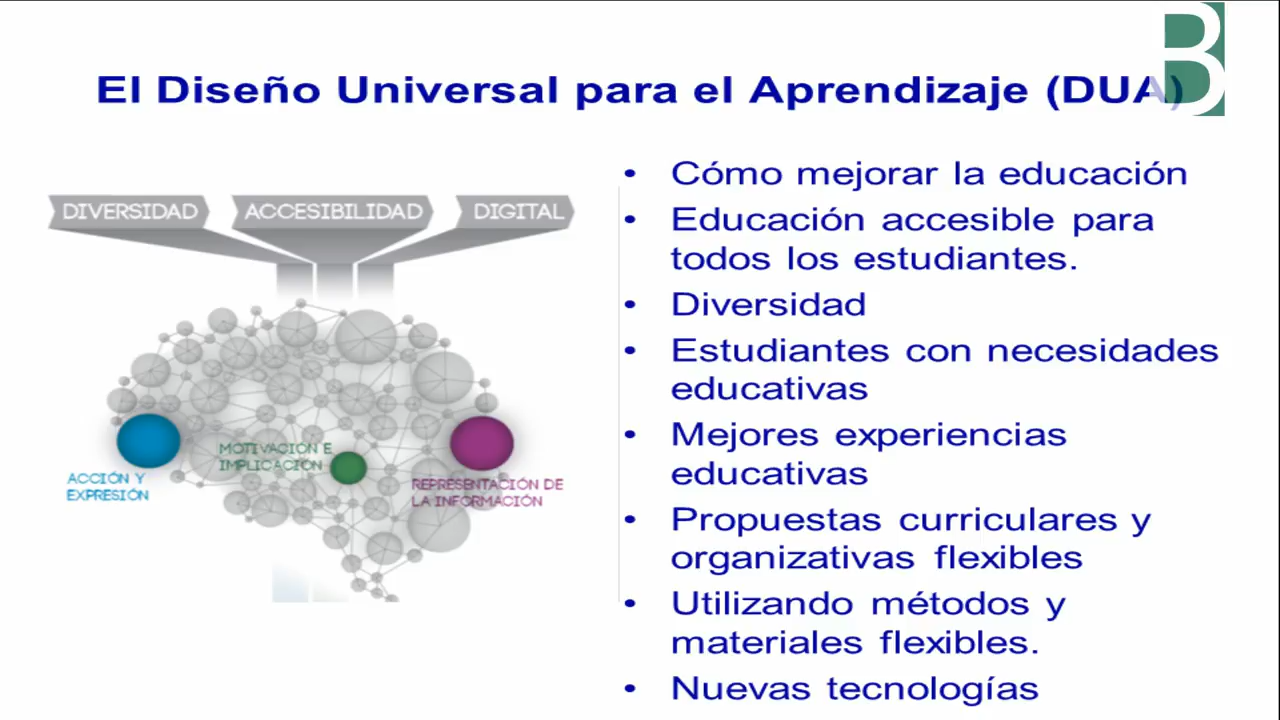 B
El Diseño Universal para el Aprendizaje (DUA)
DIVERSIDAD
ACCESIBILIDAD
DIGITAL
ACCIÓN Y
EXPRESIÓN
MOTIVACIÓN E
IMPLICACIÓN
REPRESENTACIÓN DE
LA INFORMACIÓN
• Cómo mejorar la educación
• Educación accesible para
todos los estudiantes.
• Diversidad
• Estudiantes con necesidades
educativas
• Mejores experiencias
educativas
• Propuestas curriculares y
organizativas flexibles
• Utilizando métodos y
materiales flexibles.
• Nuevas tecnologías